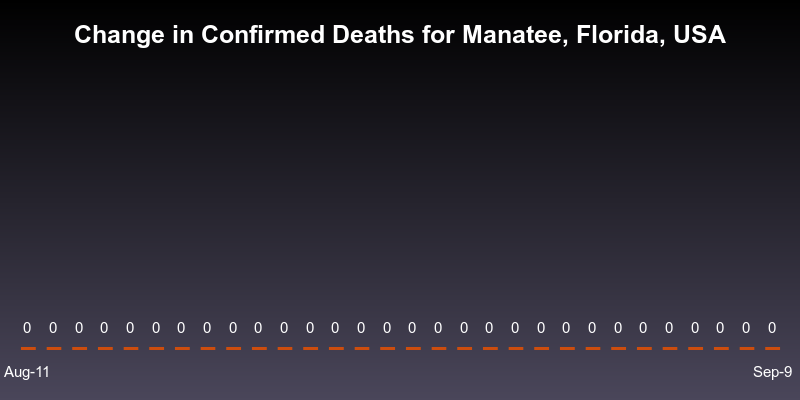 Change in Confirmed Deaths for Manatee, Florida, USA
0 0 0 0 0 0 0 0 0 0 0 0 0 0 0 0 0 0 0 0 0 0 0 0 0 0 0 0 0 0
Aug-11 Sep-9